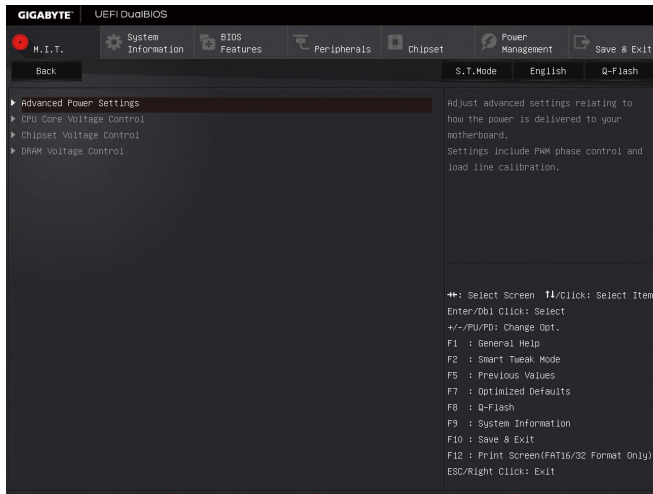 GIGABYTE™ UEFI DualBIOS
M.I.T.
System Information
BIOS Features
Peripherals
Chipset
Power Management
Save & Exit
Back
S.T.Mode English Q-Flash
Advanced Power Settings
CPU Core Voltage Control
Chipset Voltage Control
DRAM Voltage Control
Adjust advanced settings relating to
how the power is delivered to your
motherboard.
Settings include PWM phase control and
load line calibration.
→←: Select Screen ↑↓/Click: Select Item
Enter/Dbl Click: Select
+/-/PU/PD: Change Opt.
F1 : General Help
F2 : Smart Tweak Mode
F5 : Previous Values
F7 : Optimized Defaults
F8 : Q-Flash
F9 : System Information
F10 : Save & Exit
F12 : Print Screen(FAT16/32 Format Only)
ESC/Right Click: Exit